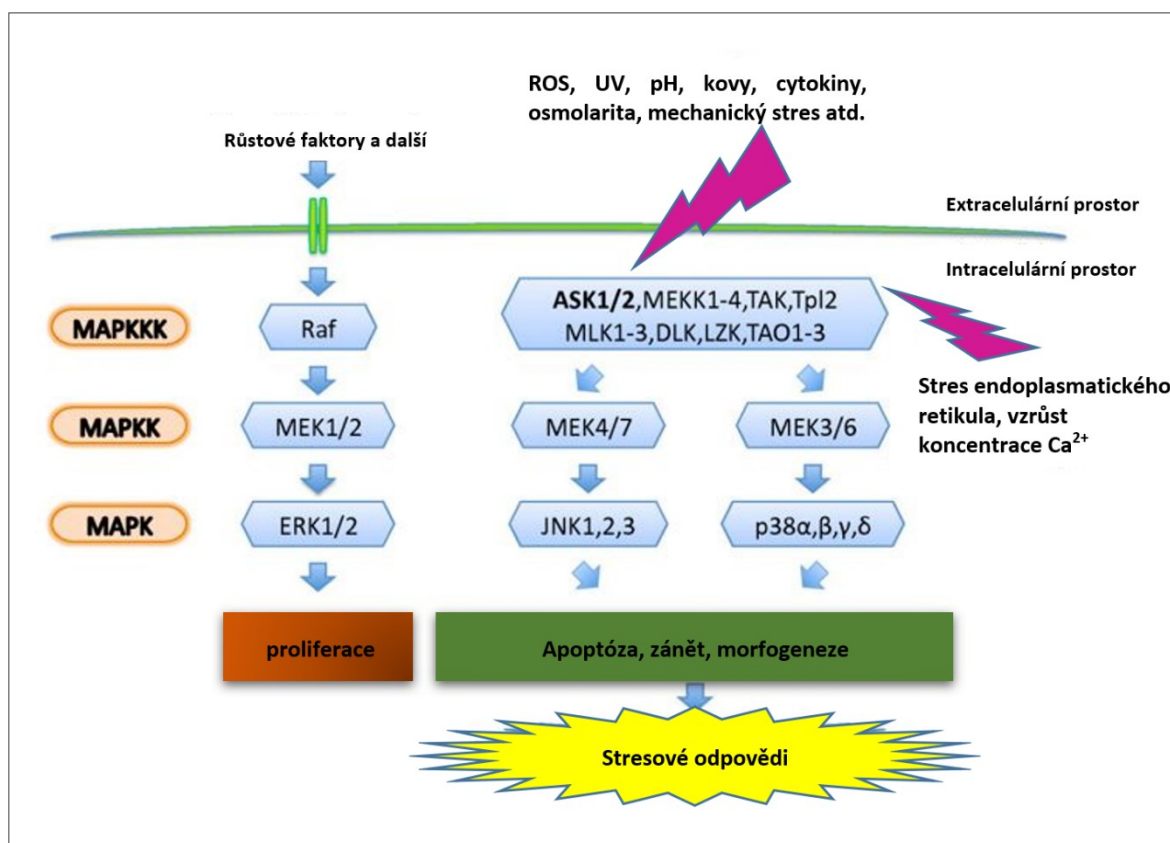 ROS, UV, pH, kovy, cytokiny,
osmolarita, mechanický stres atd.
Růstové faktory a další
Extracelulární prostor
Intracelulární prostor
MAPKKK
Raf
ASK1/2,MEKK1-4,TAK,Tpl2
MLK1-3,DLK,LZK,TAO1-3
Stres endoplasmatického
retikula, vzrůst
koncentrace Ca²⁺
MAPKK
MEK1/2
MEK4/7
MEK3/6
MAPK
ERK1/2
JNK1,2,3
p38α,β,γ,δ
proliferace
Apoptóza, zánět, morfogeneze
Stresové odpovědi